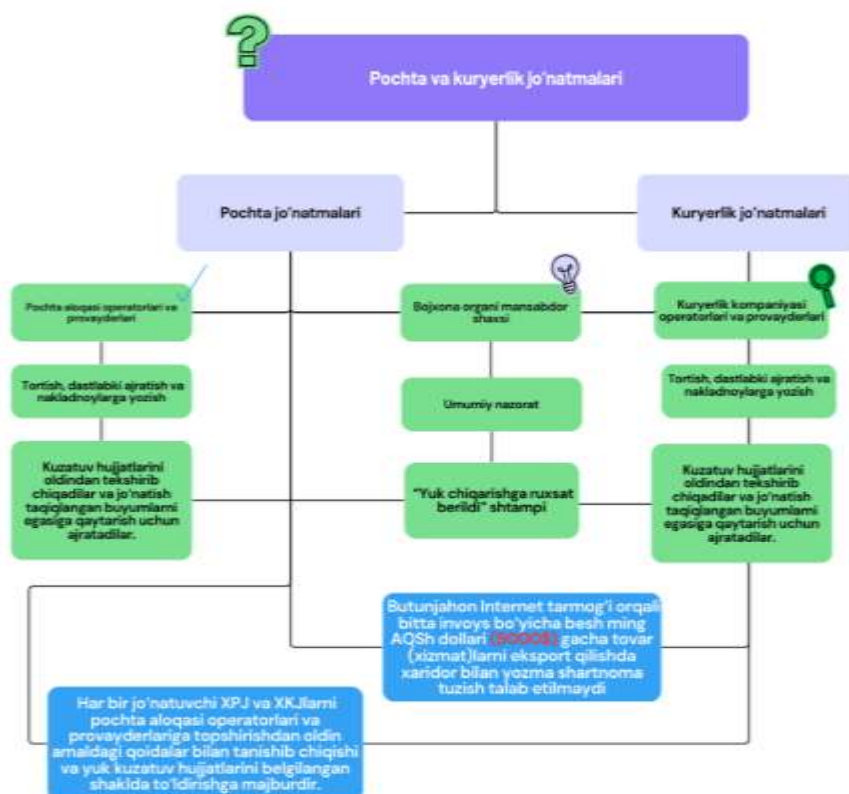 ?
Pochta va kuryerlik jo'natmalari
Pochta jo'natmalari
Kuryerlik jo'natmalari
Pochta aloqasi operatorlari va
provayderlari
Bojxona organi mansabdor
shaxsi
Kuryerlik kompaniyasi
operatorlari va provayderlari
Tortish, dastlabki ajratish va
nakladnoylarga yozish
Umumiy nazorat
Tortish, dastlabki ajratish va
nakladnoylarga yozish
Kuzatuv hujjatlarini
oldindan tekshirib
chiqadilar va jo'natish
taqiqlangan buyumlarni
egasiga qaytarish uchun
ajratadilar.
"Yuk chiqarishga ruxsat
berildi" shtampi
Kuzatuv hujjatlarini
oldindan tekshirib
chiqadilar va jo'natish
taqiqlangan buyumlarni
egasiga qaytarish uchun
ajratadilar.
Butunjahon Internet tarmog'i orqali
bitta invoys bo'yicha besh ming
AQSh dollari (5000$) gacha tovar
(xizmat)larni eksport qilishda
xaridor bilan yozma shartnoma
tuzish talab etilmaydi
Har bir jo'natuvchi XPJ va XKJlarni
pochta aloqasi operatorlari va
provayderlariga topshirishdan oldin
amaldagi qoidalar bilan tanishib chiqishi
va yuk kuzatuv hujjatlarini belgilangan
shaklda to'ldirishga majburdir.